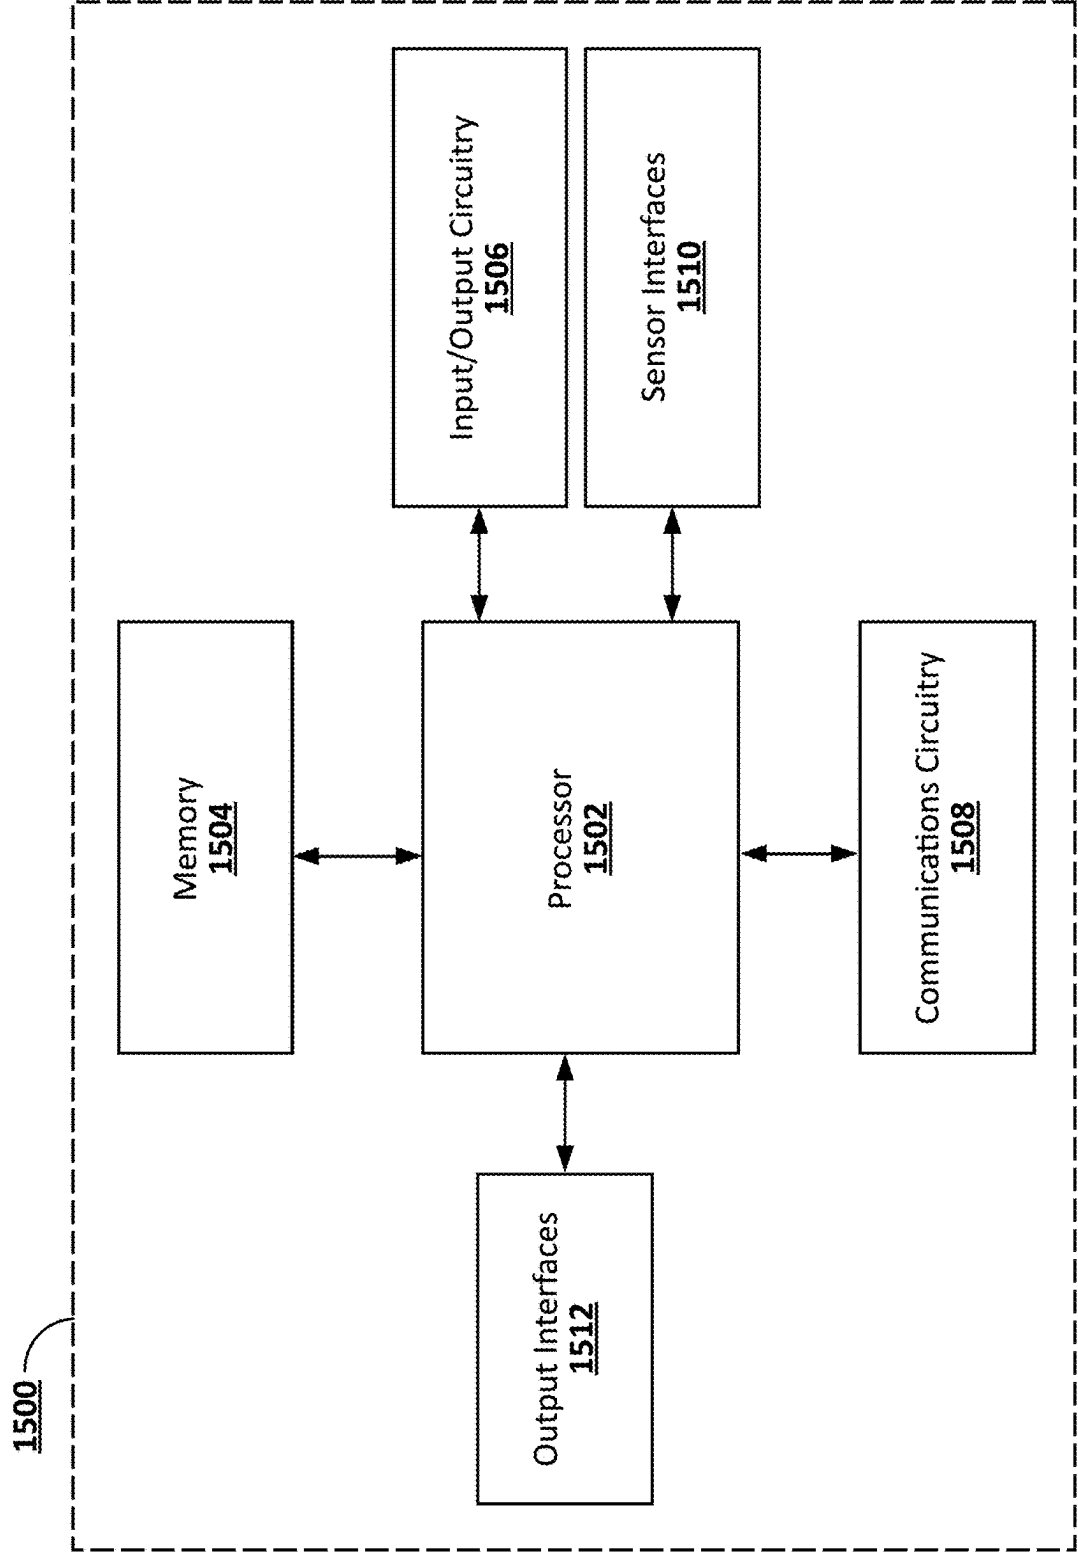 1500
Memory
1504
Output Interfaces
1512
Processor
1502
Input/Output Circuitry
1506
Sensor Interfaces
1510
Communications Circuitry
1508